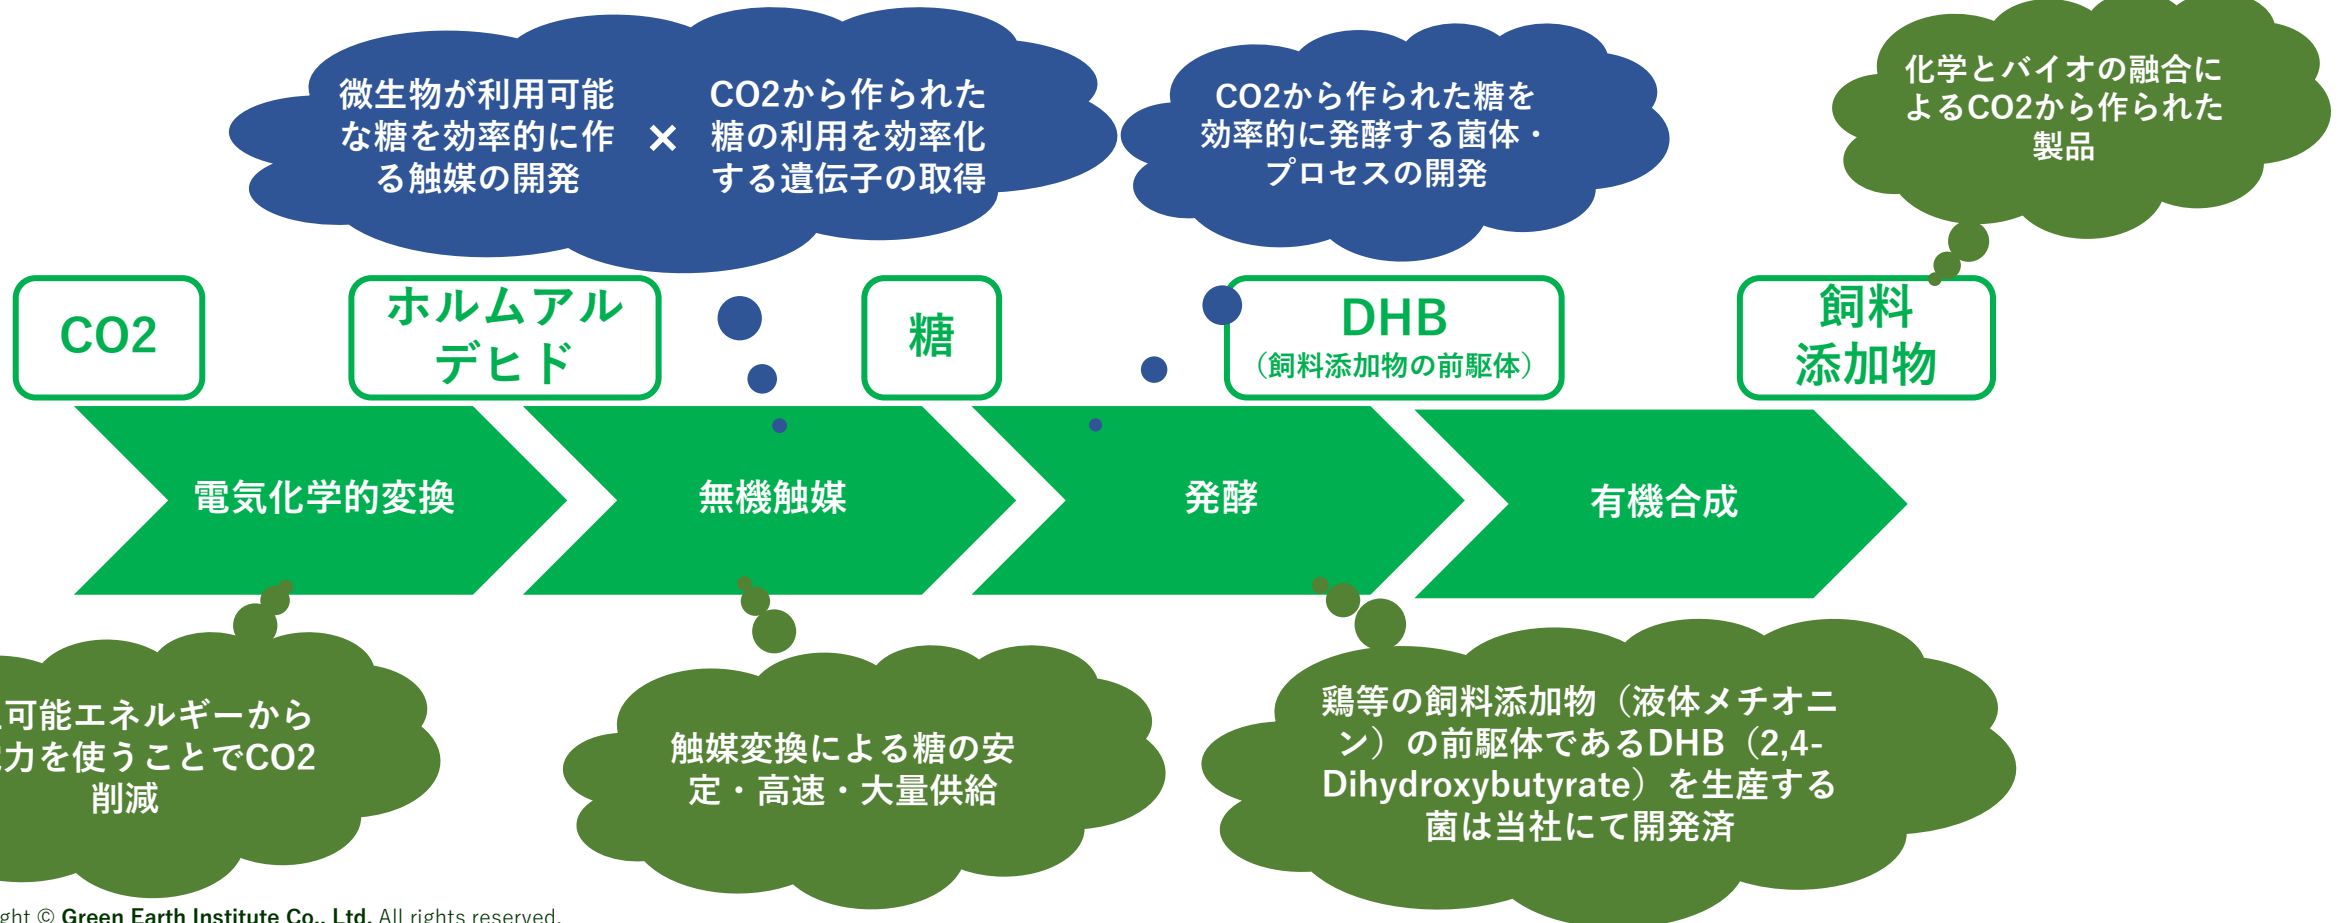 微生物が利用可能
な糖を効率的に作
る触媒の開発
×
CO2から作られた
糖の利用を効率化
する遺伝子の取得
CO2から作られた糖を
効率的に発酵する菌体・
プロセスの開発
化学とバイオの融合に
よるCO2から作られた
製品
CO2
ホルムアル
デヒド
糖
DHB
（飼料添加物の前駆体）
飼料
添加物
電気化学的変換
無機触媒
発酵
有機合成
可能エネルギーから
力を使うことでCO2
削減
触媒変換による糖の安
定・高速・大量供給
鶏等の飼料添加物（液体メチオニ
ン）の前駆体であるDHB（2,4-
Dihydroxybutyrate）を生産する
菌は当社にて開発済
ght © Green Earth Institute Co., Ltd. All rights reserved.